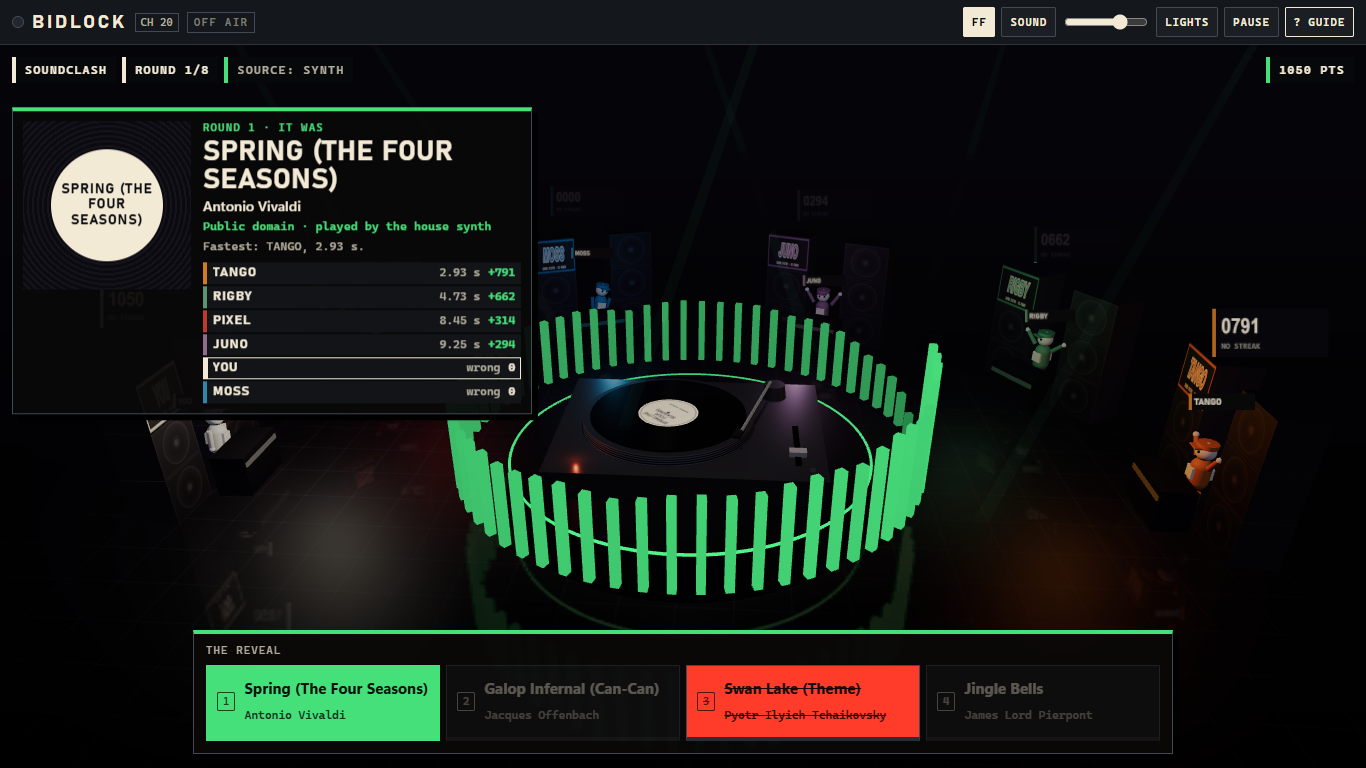 BIDLOCK CH 20 OFF AIR FF SOUND LIGHTS PAUSE ? GUIDE
SOUNDCLASH ROUND 1/8 SOURCE: SYNTH 1050 PTS
ROUND 1 · IT WAS
SPRING (THE FOUR
SEASONS)
SPRING (THE
FOUR
SEASONS)
Antonio Vivaldi
Public domain · played by the house synth
Fastest: TANGO, 2.93 s.
TANGO 2.93 s +791
RIGBY 4.73 s +662
PIXEL 8.45 s +314
JUNO 9.25 s +294
YOU wrong 0
MOSS wrong 0
1050
0000
MOSS
MOSS
0294
JUNO
JUNO
0662
RIGBY
RIGBY
0791
NO STREAK
TANGO
TANGO
THE REVEAL
1 Spring (The Four Seasons)
Antonio Vivaldi
2 Galop Infernal (Can-Can)
Jacques Offenbach
3 Swan Lake (Theme)
Pyotr Ilyich Tchaikovsky
4 Jingle Bells
James Lord Pierpont